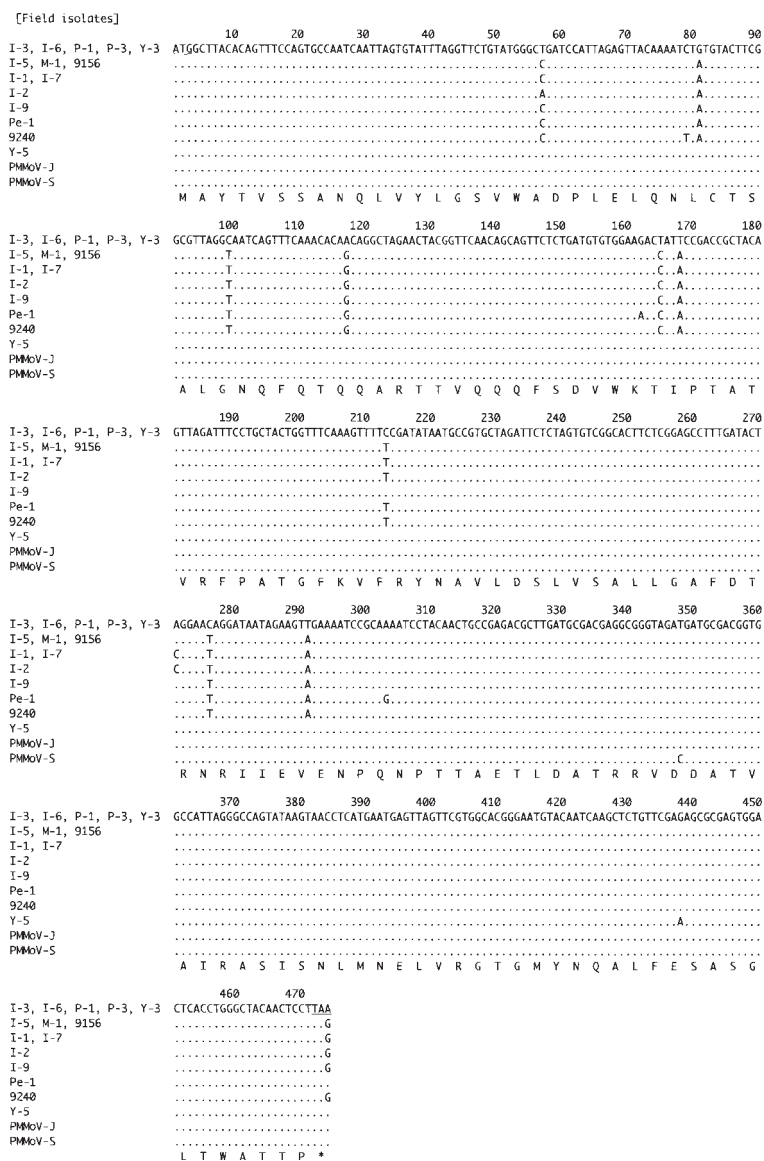 [Field isolates]
10 20 30 40 50 60 70 80 90
I-3, I-6, P-1, P-3, Y-3 ATGGCTTACACAGTTTCCAGTGCCAATCAATTAGTGTATTTAGGTTCTGTATGGGCTGATCCATTAGAGTTACAAAATCTGTGTACTTCG
I-5, M-1, 9156 ........................................................C.......................A.........
I-1, I-7 ........................................................C.......................A.........
I-2 ........................................................A.......................A.........
I-9 ........................................................C.......................A.........
Pe-1 ........................................................C.......................A.........
9240 ........................................................C.....................T.A.........
Y-5 ..........................................................................................
PMMoV-J ..........................................................................................
PMMoV-S ..........................................................................................
M A Y T V S S A N Q L V Y L G S V W A D P L E L Q N L C T S
100 110 120 130 140 150 160 170 180
I-3, I-6, P-1, P-3, Y-3 GCGTTAGGCAATCAGTTTCAAACACAACAGGCTAGAACTACGGTTCAACAGCAGTTCTCTGATGTGTGGAAGACTATTCCGACCGCTACA
I-5, M-1, 9156 ........T.................G...............................................C..A............
I-1, I-7 ........T.................G...............................................C..A............
I-2 ........T.................G...............................................C..A............
I-9 ........T.................G...............................................C..A............
Pe-1 ........T.................G............................................A..C..A............
9240 ........T.................G...............................................C..A............
Y-5 ..........................................................................................
PMMoV-J ..........................................................................................
PMMoV-S ..........................................................................................
A L G N Q F Q T Q Q A R T T V Q Q Q F S D V W K T I P T A T
190 200 210 220 230 240 250 260 270
I-3, I-6, P-1, P-3, Y-3 GTTAGATTTCCTGCTACTGGTTTCAAAGTTTTCCGATATAATGCCGTGCTAGATTCTCTAGTGTCGGCACTTCTCGGAGCCTTTGATACT
I-5, M-1, 9156 ................................T.........................................................
I-1, I-7 ................................T.........................................................
I-2 ................................T.........................................................
I-9 ..........................................................................................
Pe-1 ................................T.........................................................
9240 ................................T.........................................................
Y-5 ..........................................................................................
PMMoV-J ..........................................................................................
PMMoV-S ..........................................................................................
V R F P A T G F K V F R Y N A V L D S L V S A L L G A F D T
280 290 300 310 320 330 340 350 360
I-3, I-6, P-1, P-3, Y-3 AGGAACAGGATAATAGAAGTTGAAAATCCGCAAAATCCTACAACTGCCGAGACGCTTGATGCGACGAGGCGGGTAGATGATGCGACGGTG
I-5, M-1, 9156 .....T..............A.....................................................................
I-1, I-7 C....T..............A.....................................................................
I-2 C....T..............A.....................................................................
I-9 .....T..............A.....................................................................
Pe-1 .....T..............A...........G.........................................................
9240 .....T..............A.....................................................................
Y-5 ..........................................................................................
PMMoV-J ..........................................................................................
PMMoV-S .............................................................................C............
R N R I I E V E N P Q N P T T A E T L D A T R R V D D A T V
370 380 390 400 410 420 430 440 450
I-3, I-6, P-1, P-3, Y-3 GCCATTAGGGCCAGTATAAGTAACCTCATGAATGAGTTAGTTCGTGGCACGGGAATGTACAATCAAGCTCTGTTCGAGAGCGCGAGTGGA
I-5, M-1, 9156 ..........................................................................................
I-1, I-7 ..........................................................................................
I-2 ..........................................................................................
I-9 ..........................................................................................
Pe-1 ..........................................................................................
9240 ..........................................................................................
Y-5 .............................................................................A............
PMMoV-J ..........................................................................................
PMMoV-S ..........................................................................................
A I R A S I S N L M N E L V R G T G M Y N Q A L F E S A S G
460 470
I-3, I-6, P-1, P-3, Y-3 CTCACCTGGGCTACAACTCCTTAA
I-5, M-1, 9156 .......................G
I-1, I-7 .......................G
I-2 .......................G
I-9 .......................G
Pe-1 ........................
9240 .......................G
Y-5 ........................
PMMoV-J ........................
PMMoV-S ........................
L T W A T T P *